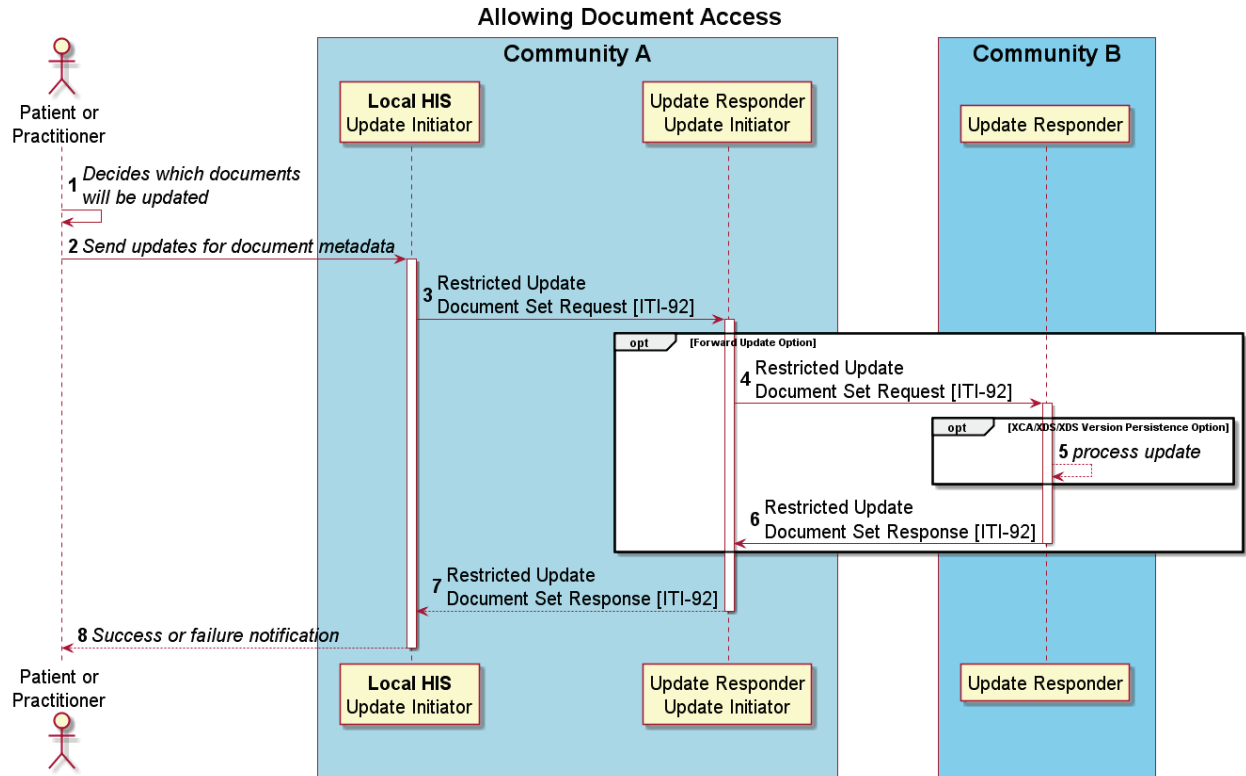 Allowing Document Access
Community A
Community B
Patient or
Practitioner
Local HIS
Update Initiator
Update Responder
Update Initiator
Update Responder
1 Decides which documents
will be updated
2 Send updates for document metadata
3 Restricted Update
Document Set Request [ITI-92]
opt [Forward Update Option]
4 Restricted Update
Document Set Request [ITI-92]
opt [XCA/XDS/XDS Version Persistence Option]
5 process update
6 Restricted Update
Document Set Response [ITI-92]
7 Restricted Update
Document Set Response [ITI-92]
8 Success or failure notification
Patient or
Practitioner
Local HIS
Update Initiator
Update Responder
Update Initiator
Update Responder